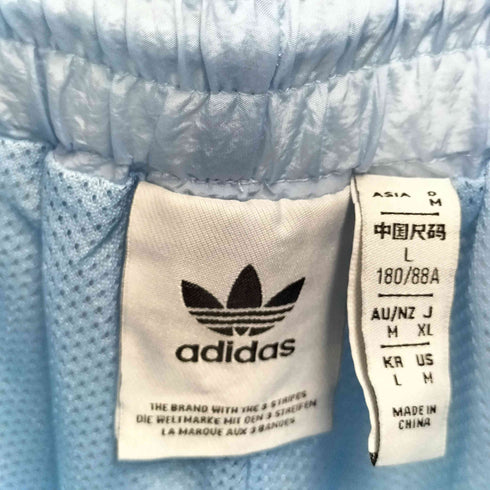 adidas
THE BRAND WITH THE 3 STRIPES
DIE WELTMARKE MIT DEN 3 STREIFEN
LA MARQUE AUX 3 BANDES
ASIA D
M
中国尺码
L
180/88A
AU/NZ J
M XL
KR US
L M
MADE IN
CHINA